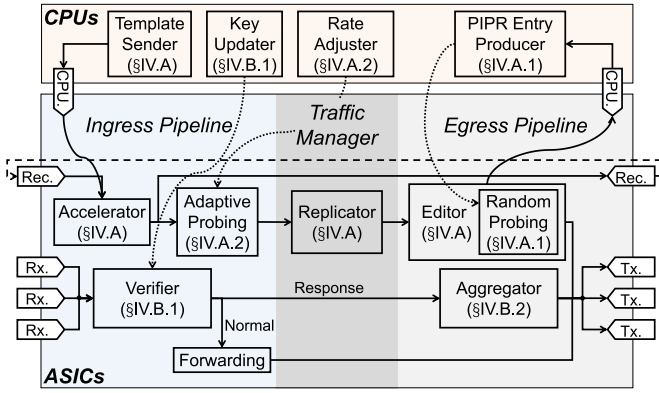 CPUs
Template
Sender
(§IV.A)
Key
Updater
(§IV.B.1)
Rate
Adjuster
(§IV.A.2)
PIPR Entry
Producer
(§IV.A.1)
CPU.
CPU.
Ingress Pipeline
Traffic
Manager
Egress Pipeline
Rec.
Rec.
Accelerator
(§IV.A)
Adaptive
Probing
(§IV.A.2)
Replicator
(§IV.A)
Editor
(§IV.A)
Random
Probing
(§IV.A.1)
Rx.
Rx.
Rx.
Verifier
(§IV.B.1)
Response
Normal
Aggregator
(§IV.B.2)
Tx.
Tx.
Tx.
Forwarding
ASICs